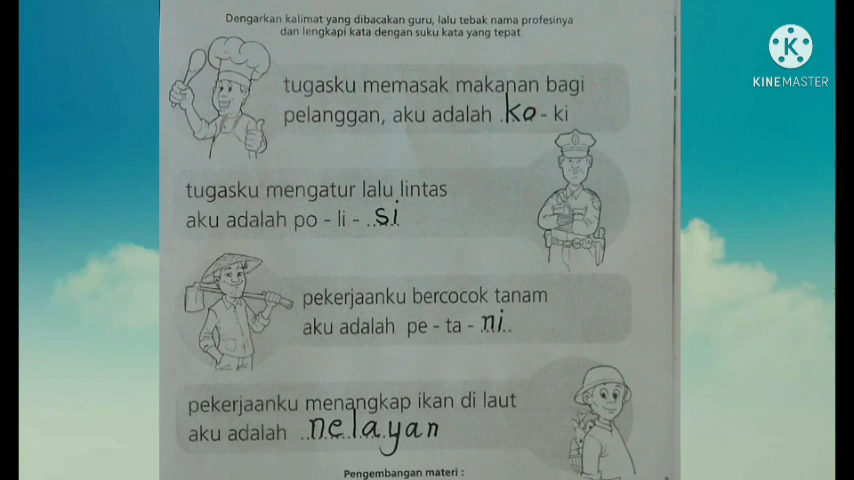 Dengarkan kalimat yang dibacakan guru, lalu tebak nama profesinya
dan lengkapi kata dengan suku kata yang tepat
K
KINEMASTER
tugasku memasak makanan bagi
pelanggan, aku adalah .ko - ki
tugasku mengatur lalu lintas
aku adalah po - li - ..si..
pekerjaanku bercocok tanam
aku adalah pe - ta - .ni..
pekerjaanku menangkap ikan di laut
aku adalah ..nelayan
Pengembangan materi :